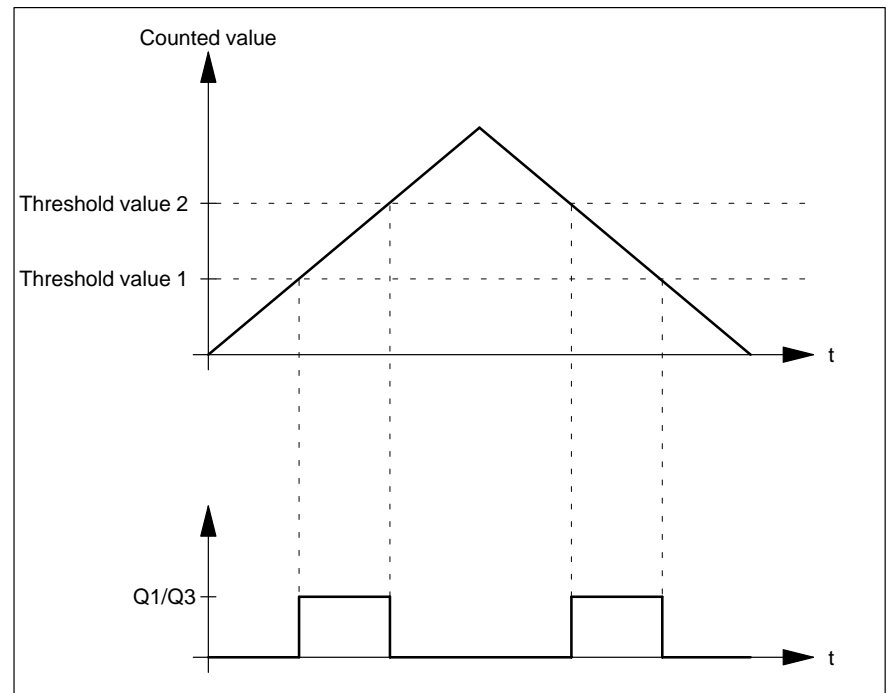 Counted value
Threshold value 2
Threshold value 1
t
Q1/Q3
t